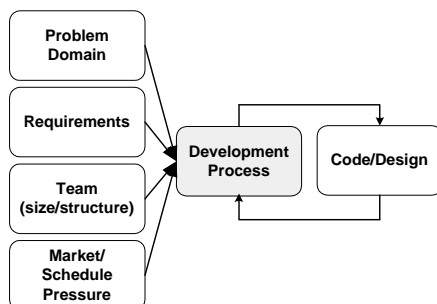 Problem
Domain
Requirements
Team
(size/structure)
Market/
Schedule
Pressure
Development
Process
Code/Design